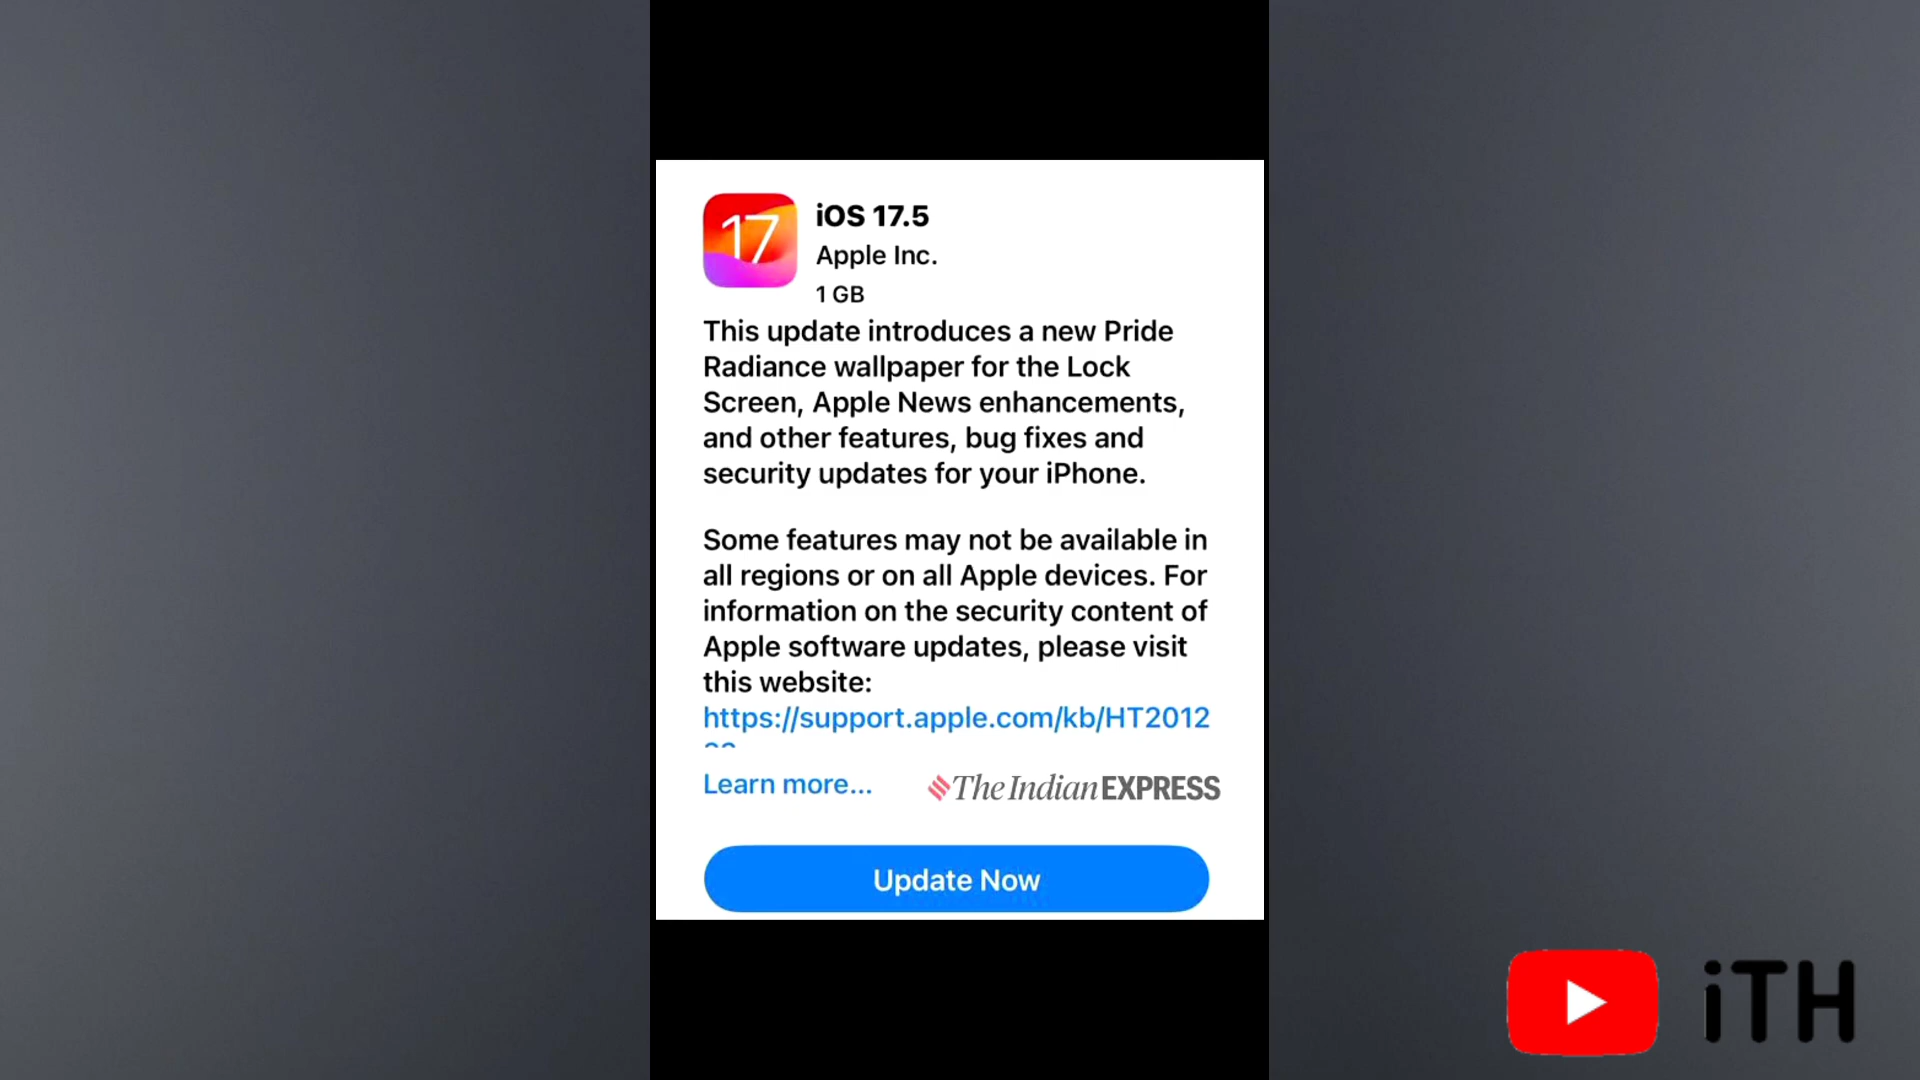 17
iOS 17.5
Apple Inc.
1 GB
This update introduces a new Pride
Radiance wallpaper for the Lock
Screen, Apple News enhancements,
and other features, bug fixes and
security updates for your iPhone.
Some features may not be available in
all regions or on all Apple devices. For
information on the security content of
Apple software updates, please visit
this website:
https://support.apple.com/kb/HT2012
Learn more...
The Indian EXPRESS
Update Now
iTH